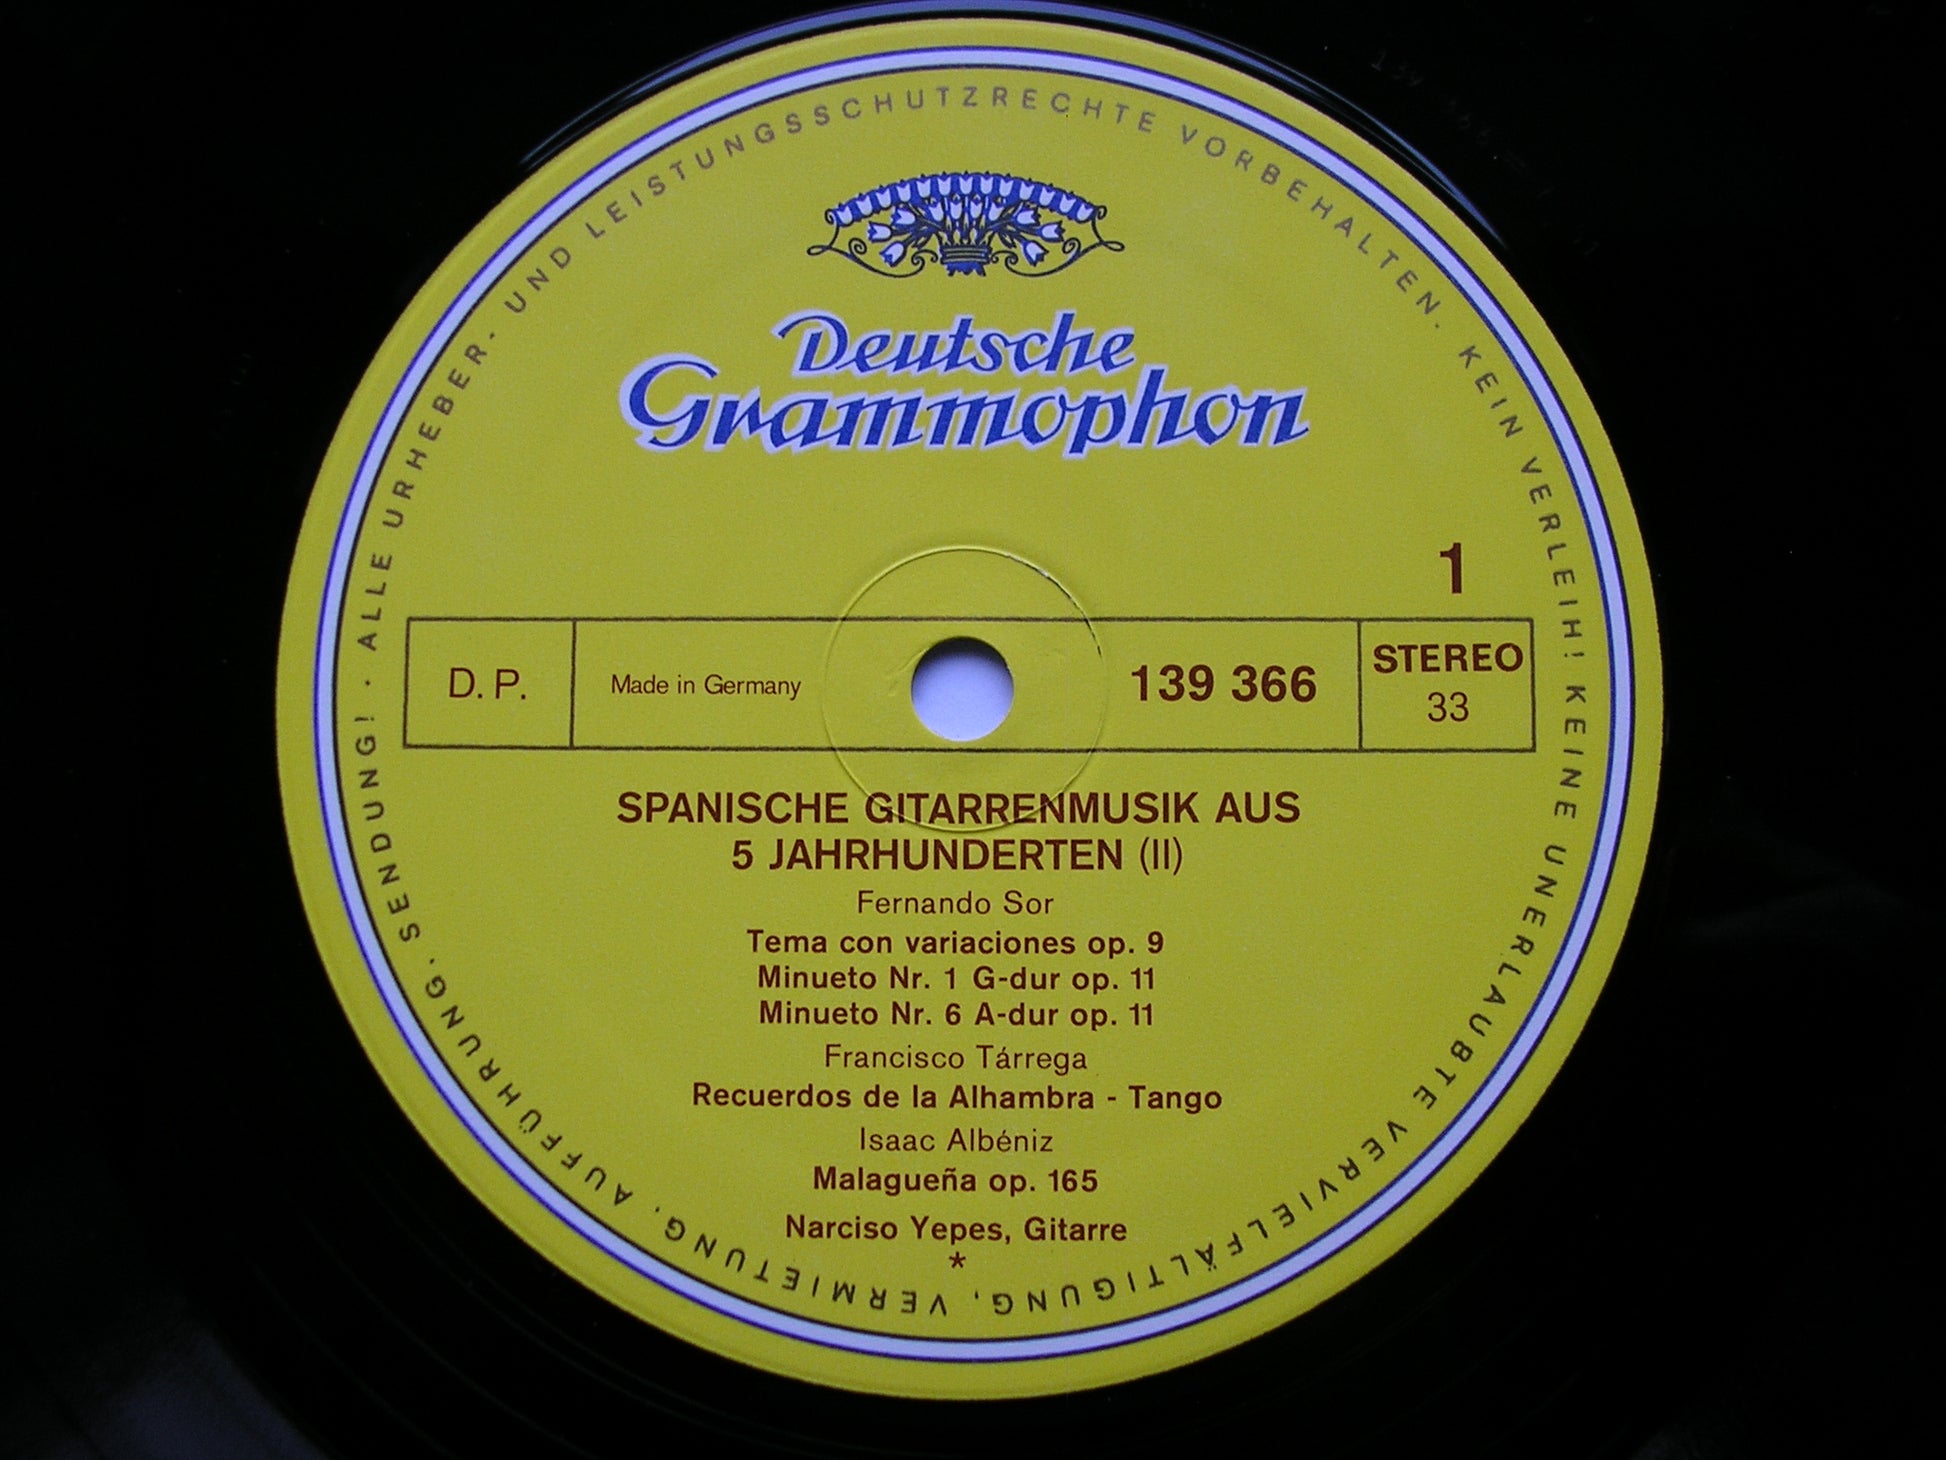 ALLE URHEBER- UND LEISTUNGSSCHUTZRECHTE VORBEHALTEN. KEIN VERLEIH! KEINE UNERLAUBTE VERVIELFÄLTIGUNG, VERMIETUNG, AUFFÜHRUNG, SENDUNG! ·
Deutsche
Grammophon
1
D. P.
Made in Germany
139 366
STEREO
33
SPANISCHE GITARRENMUSIK AUS
5 JAHRHUNDERTEN (II)
Fernando Sor
Tema con variaciones op. 9
Minueto Nr. 1 G-dur op. 11
Minueto Nr. 6 A-dur op. 11
Francisco Tárrega
Recuerdos de la Alhambra - Tango
Isaac Albéniz
Malagueña op. 165
Narciso Yepes, Gitarre
*